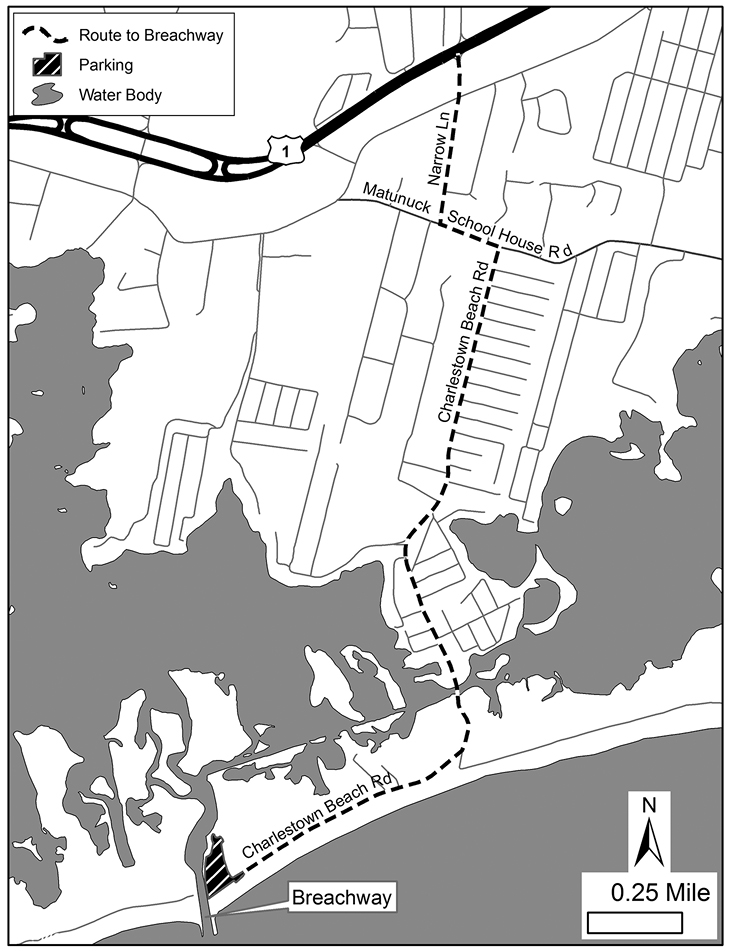 Route to Breachway
Parking
Water Body
1
Narrow Ln
Matunuck School House Rd
Charlestown Beach Rd
Charlestown Beach Rd
Breachway
N
0.25 Mile